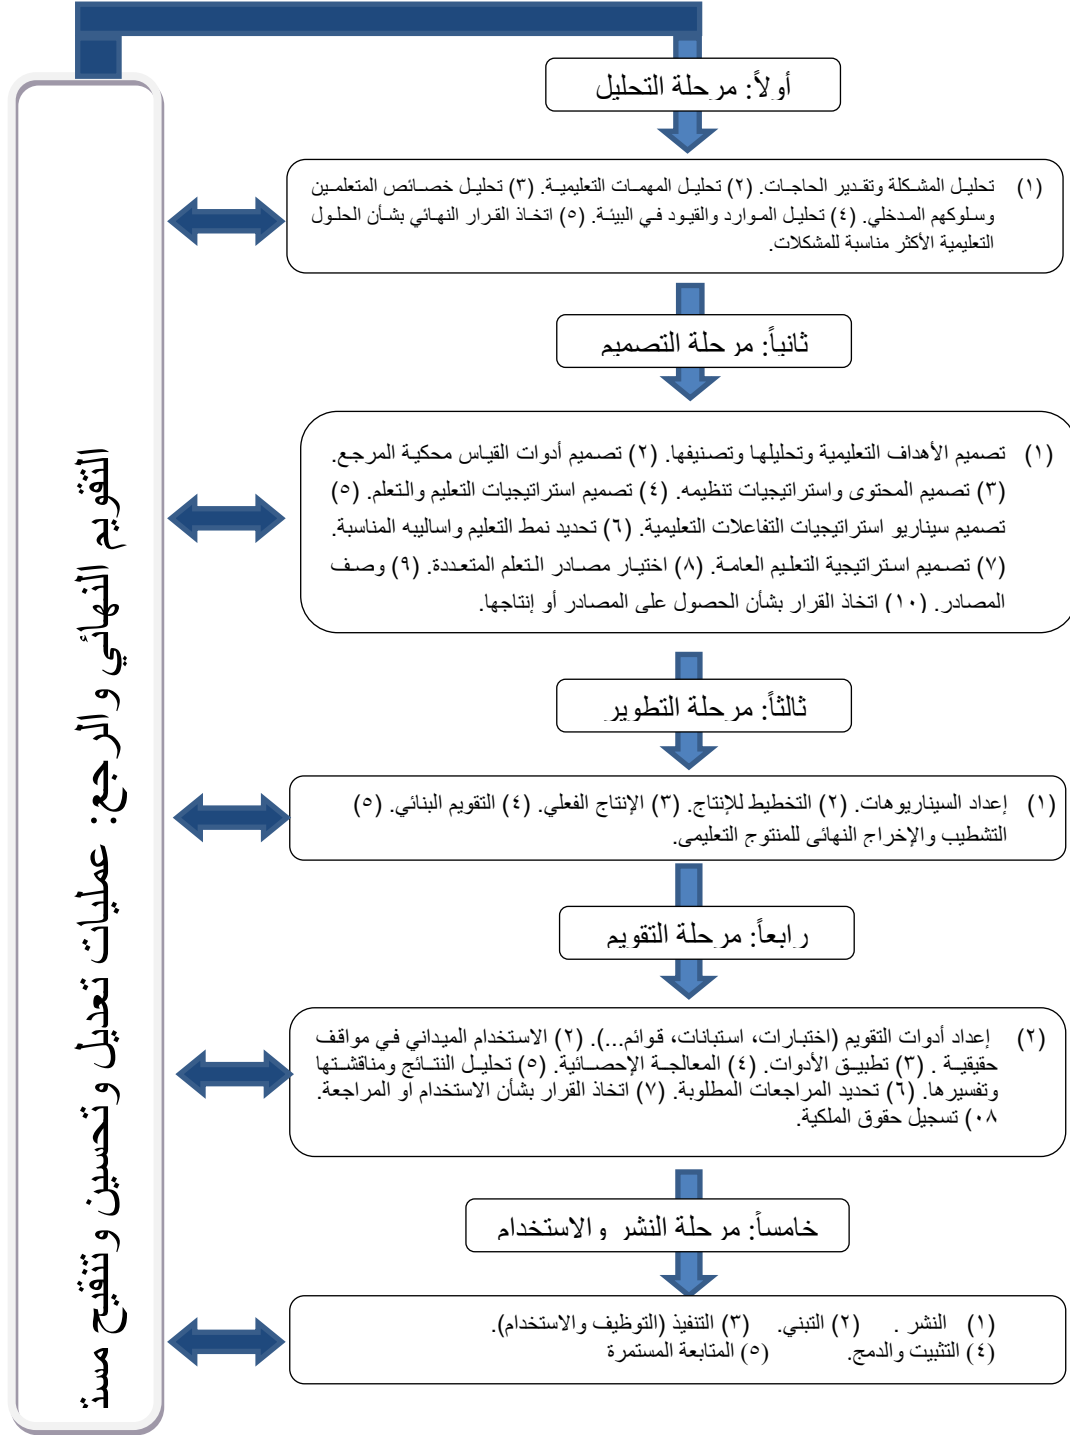 أولاً: مرحلة التحليل
(١) تحليل المشكلة وتقدير الحاجات. (٢) تحليل المهمات التعليمية. (٣) تحليل خصائص المتعلمين
وسلوكهم المدخلي. (٤) تحليل الموارد والقيود في البيئة. (٥) اتخاذ القرار النهائي بشأن الحلول
التعليمية الأكثر مناسبة للمشكلات.
ثانياً: مرحلة التصميم
(١) تصميم الأهداف التعليمية وتحليلها وتصنيفها. (٢) تصميم أدوات القياس محكية المرجع.
(٣) تصميم المحتوى واستراتيجيات تنظيمه. (٤) تصميم استراتيجيات التعليم والتعلم. (٥)
تصميم سيناريو استراتيجيات التفاعلات التعليمية. (٦) تحديد نمط التعليم واساليبه المناسبة.
(٧) تصميم استراتيجية التعليم العامة. (٨) اختيار مصادر التعلم المتعددة. (٩) وصف
المصادر. (١٠) اتخاذ القرار بشأن الحصول على المصادر أو إنتاجها.
ثالثاً: مرحلة التطوير
(١) إعداد السيناريوهات. (٢) التخطيط للإنتاج. (٣) الإنتاج الفعلي. (٤) التقويم البنائي. (٥)
التشطيب والإخراج النهائي للمنتوج التعليمي.
رابعاً: مرحلة التقويم
(٢) إعداد أدوات التقويم (اختبارات، استبانات، قوائم...). (٢) الاستخدام الميداني في مواقف
حقيقية . (٣) تطبيق الأدوات. (٤) المعالجة الإحصائية. (٥) تحليل النتائج ومناقشتها
وتفسيرها. (٦) تحديد المراجعات المطلوبة. (٧) اتخاذ القرار بشأن الاستخدام او المراجعة.
٠٨) تسجيل حقوق الملكية.
خامساً: مرحلة النشر والاستخدام
(١) النشر . (٢) التبني. (٣) التنفيذ (التوظيف والاستخدام).
(٤) التثبيت والدمج. (٥) المتابعة المستمرة
التقويم النهائي والرجع: عمليات تعديل وتحسين وتنقيح